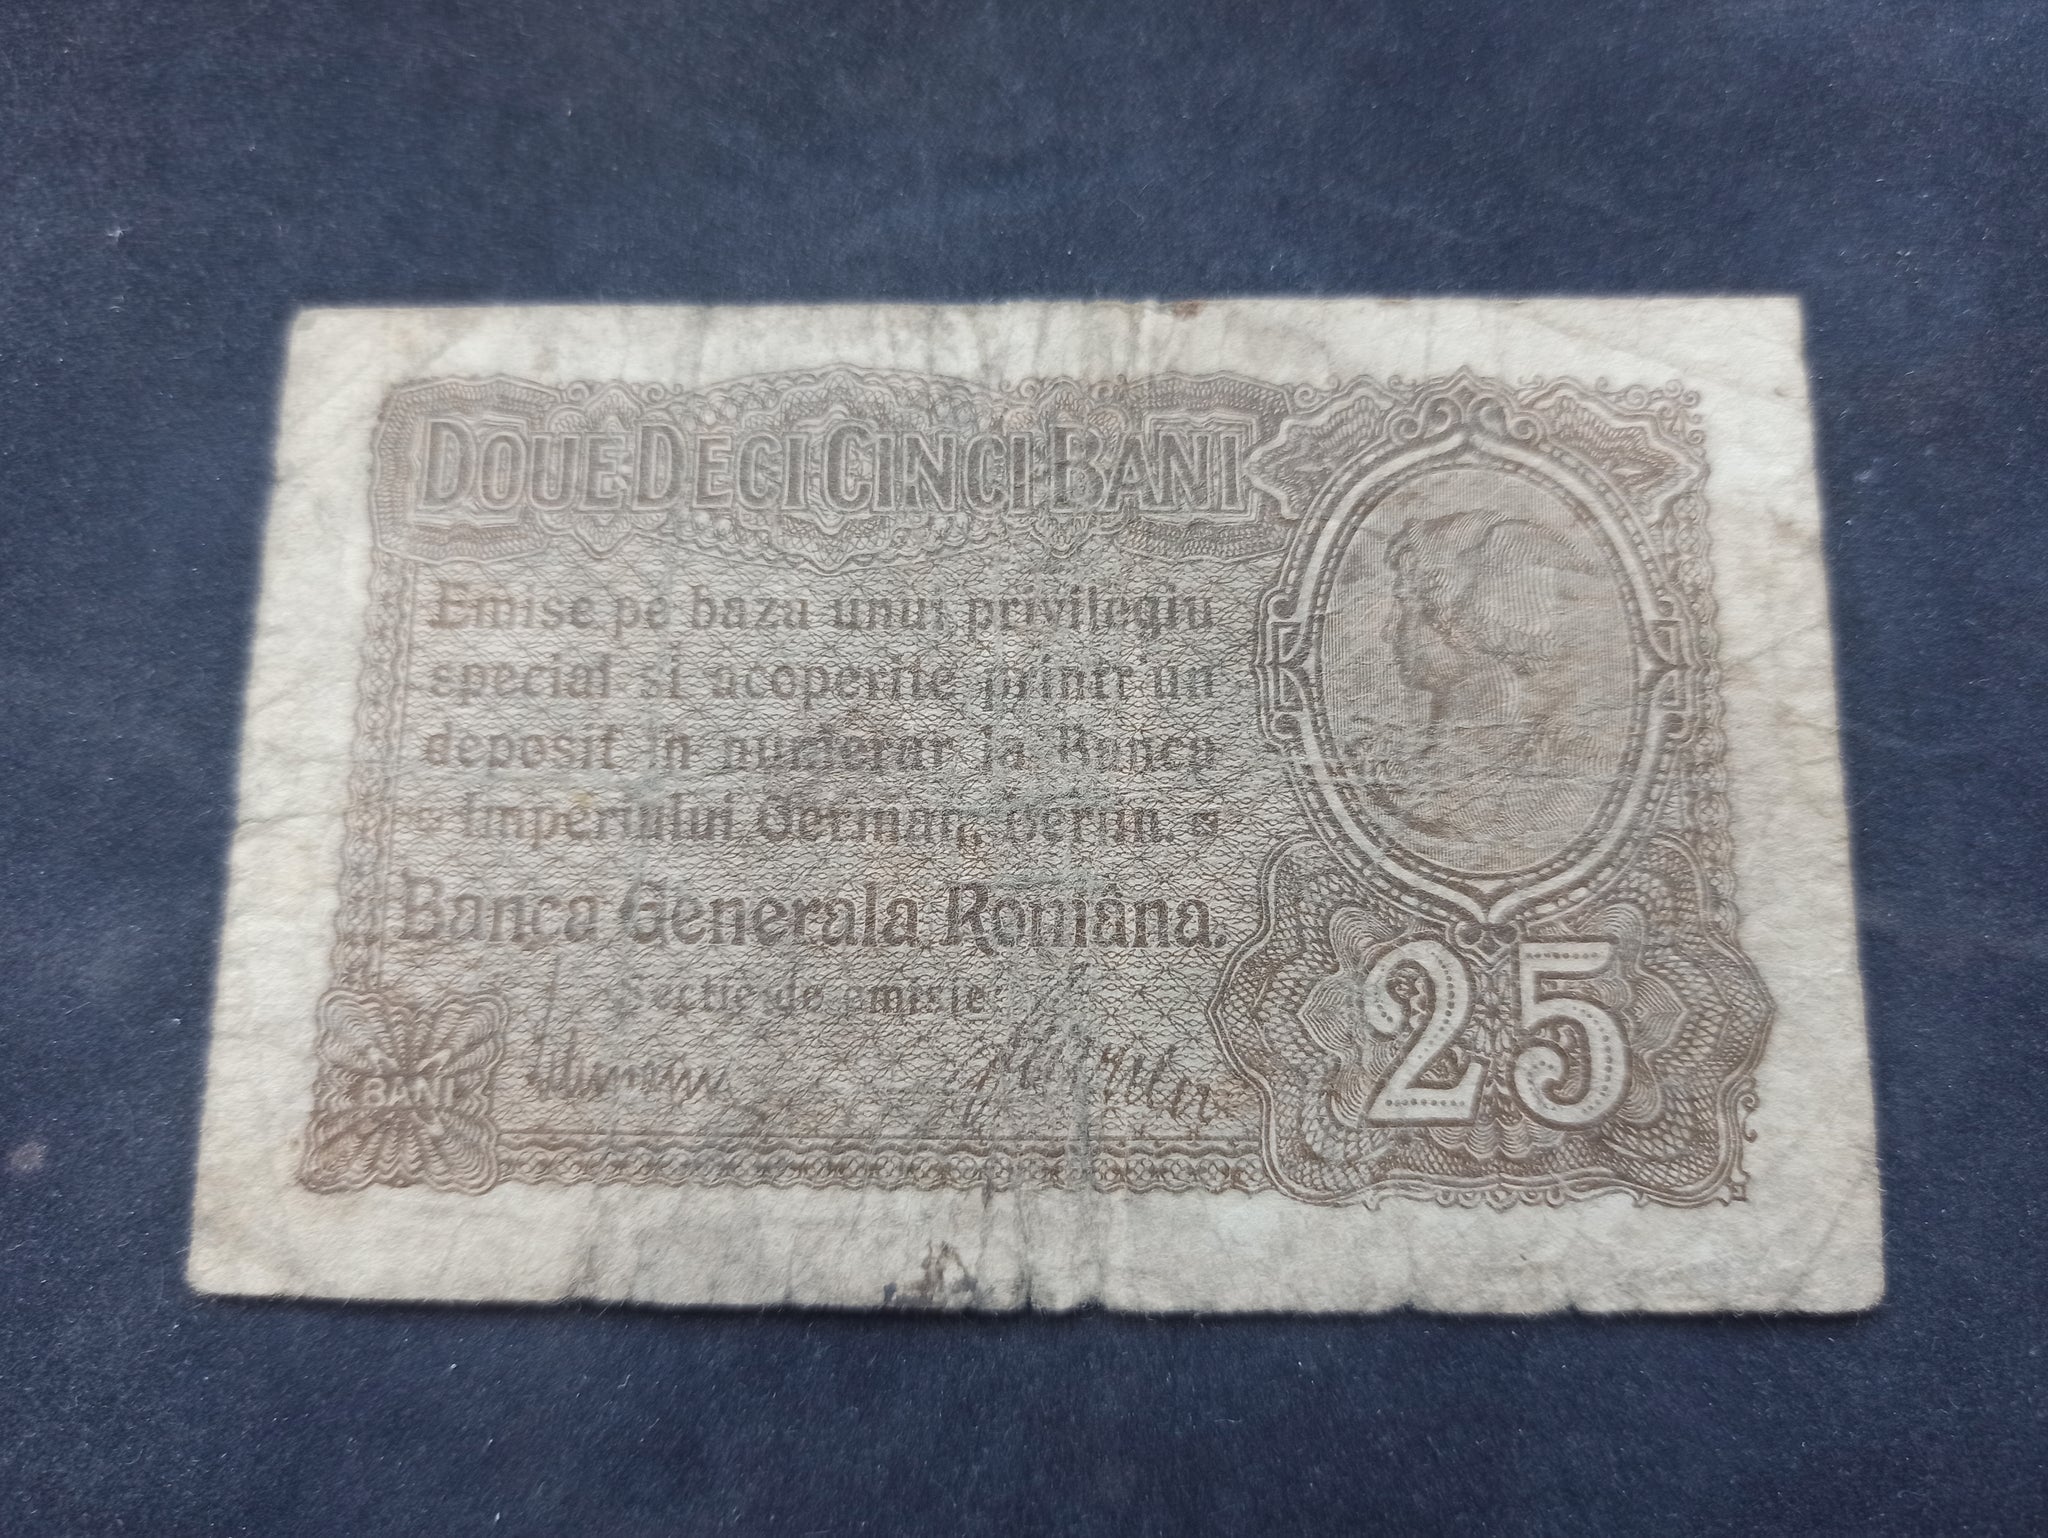 DOUE DECI CINCI BANI
Emise pe baza unui privilegiu
special si acoperite printr'un
deposit in numerar la Banca
Imperiului German, Berlin.
Banca Generala Româna.
Sectie de emisie
BANI
25